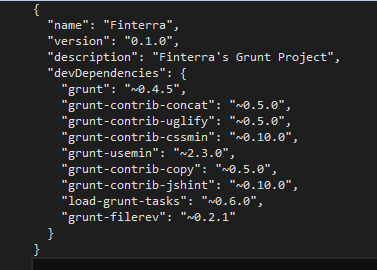 {
"name": "Finterra",
"version": "0.1.0",
"description": "Finterra's Grunt Project",
"devDependencies": {
"grunt": "~0.4.5",
"grunt-contrib-concat": "~0.5.0",
"grunt-contrib-uglify": "~0.5.0",
"grunt-contrib-cssmin": "~0.10.0",
"grunt-usemin": "~2.3.0",
"grunt-contrib-copy": "~0.5.0",
"grunt-contrib-jshint": "~0.10.0",
"load-grunt-tasks": "~0.6.0",
"grunt-filerev": "~0.2.1"
}
}